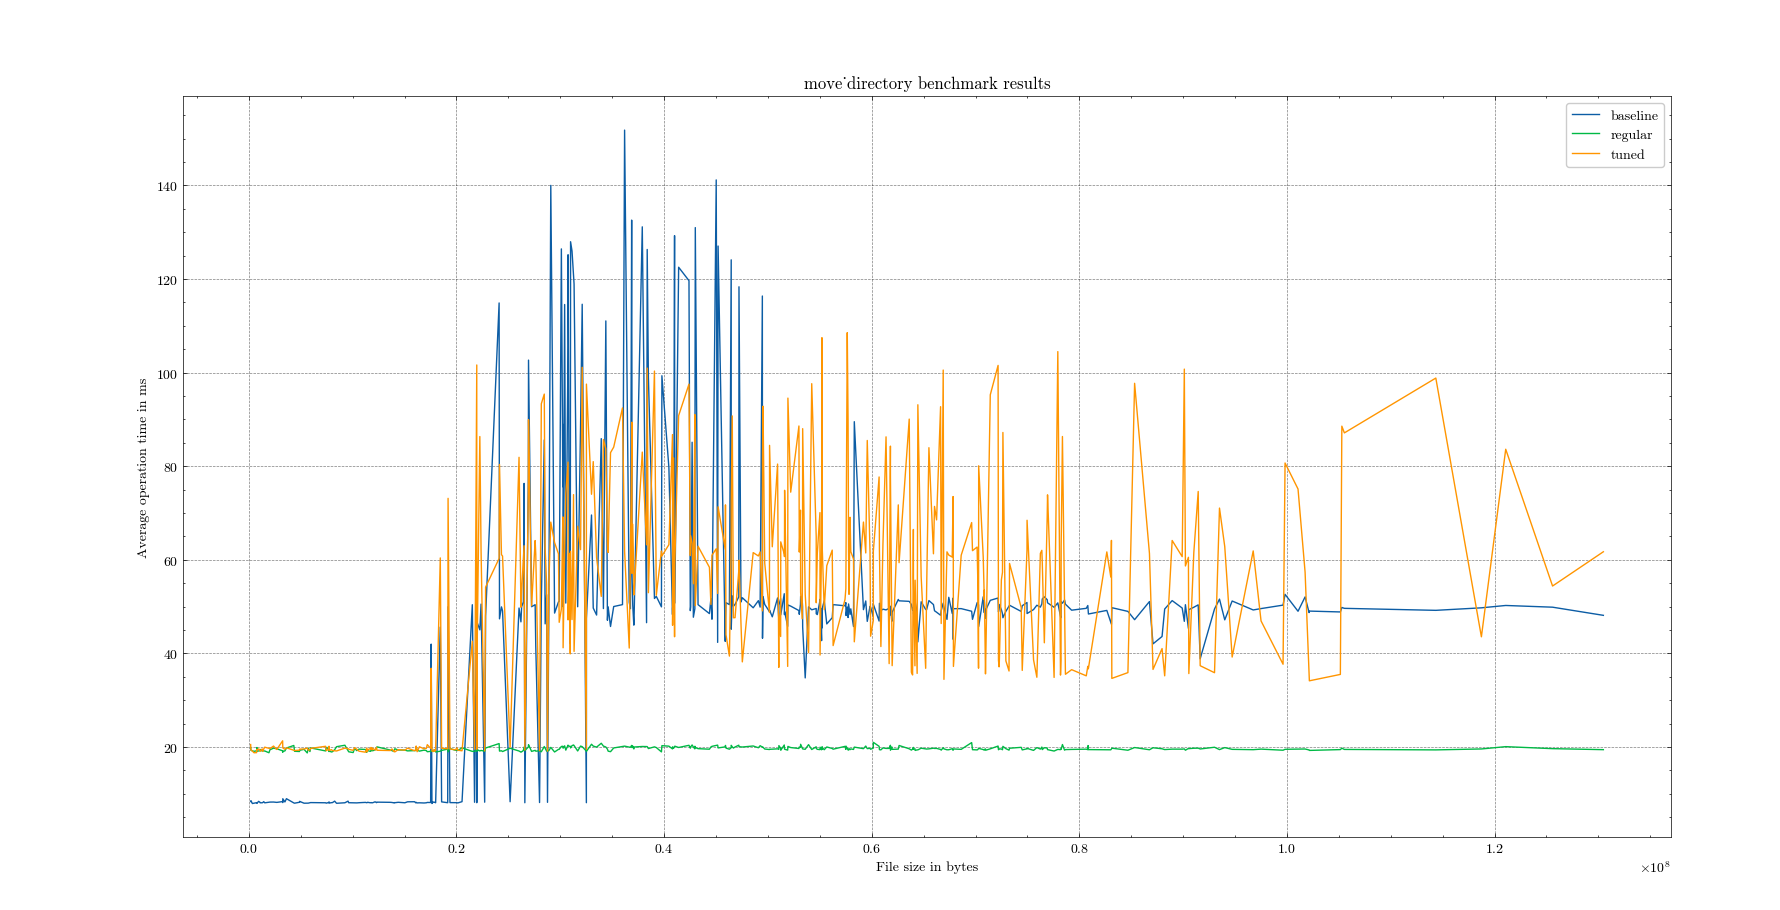 move ̇directory benchmark results
baseline
regular
tuned
Average operation time in ms
140
120
100
80
60
40
20
0.0 0.2 0.4 0.6 0.8 1.0 1.2
File size in bytes
×10⁸